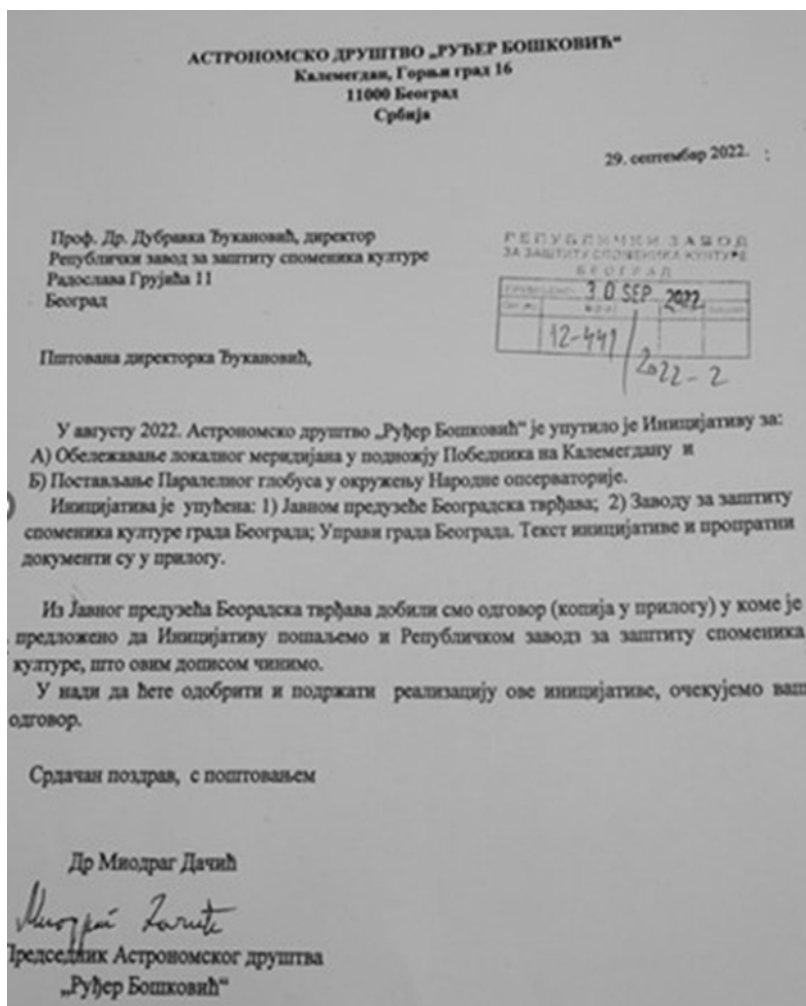 АСТРОНОМСКО ДРУШТВО „РУЂЕР БОШКОВИЋ“
Калемегдан, Горњи град 16
11000 Београд
Србија
29. септембар 2022.
Проф. Др. Дубравка Ђукановић, директор
Републички завод за заштиту споменика културе
Радослава Грујића 11
Београд
РЕПУБЛИЧКИ ЗАВОД
ЗА ЗАШТИТУ СПОМЕНИКА КУЛТУРЕ
БЕОГРАД
30 SEP 2022
12-441/2022-2
Пштована директорка Ђукановић,
У августу 2022. Астрономско друштво „Руђер Бошковић“ је упутило је Иницијативу за:
А) Обележавање локалног меридијана у подножју Победника на Калемегдану и
Б) Постављање Паралелног глобуса у окружењу Народне опсерваторије.
Иницијатива је упућена: 1) Јавном предузеће Београдска тврђава; 2) Заводу за заштиту
споменика културе града Београда; Управи града Београда. Текст иницијативе и пропратни
документи су у прилогу.
Из Јавног предузећа Беорадска тврђава добили смо одговор (копија у прилогу) у коме је
предложено да Иницијативу пошаљемо и Републичком заводз за заштиту споменика
културе, што овим дописом чинимо.
У нади да ћете одобрити и подржати реализацију ове иницијативе, очекујемо ваш
одговор.
Срдачан поздрав, с поштовањем
Др Миодраг Дачић
Миодраг Дачић
Председник Астрономског друштва
„Руђер Бошковић“